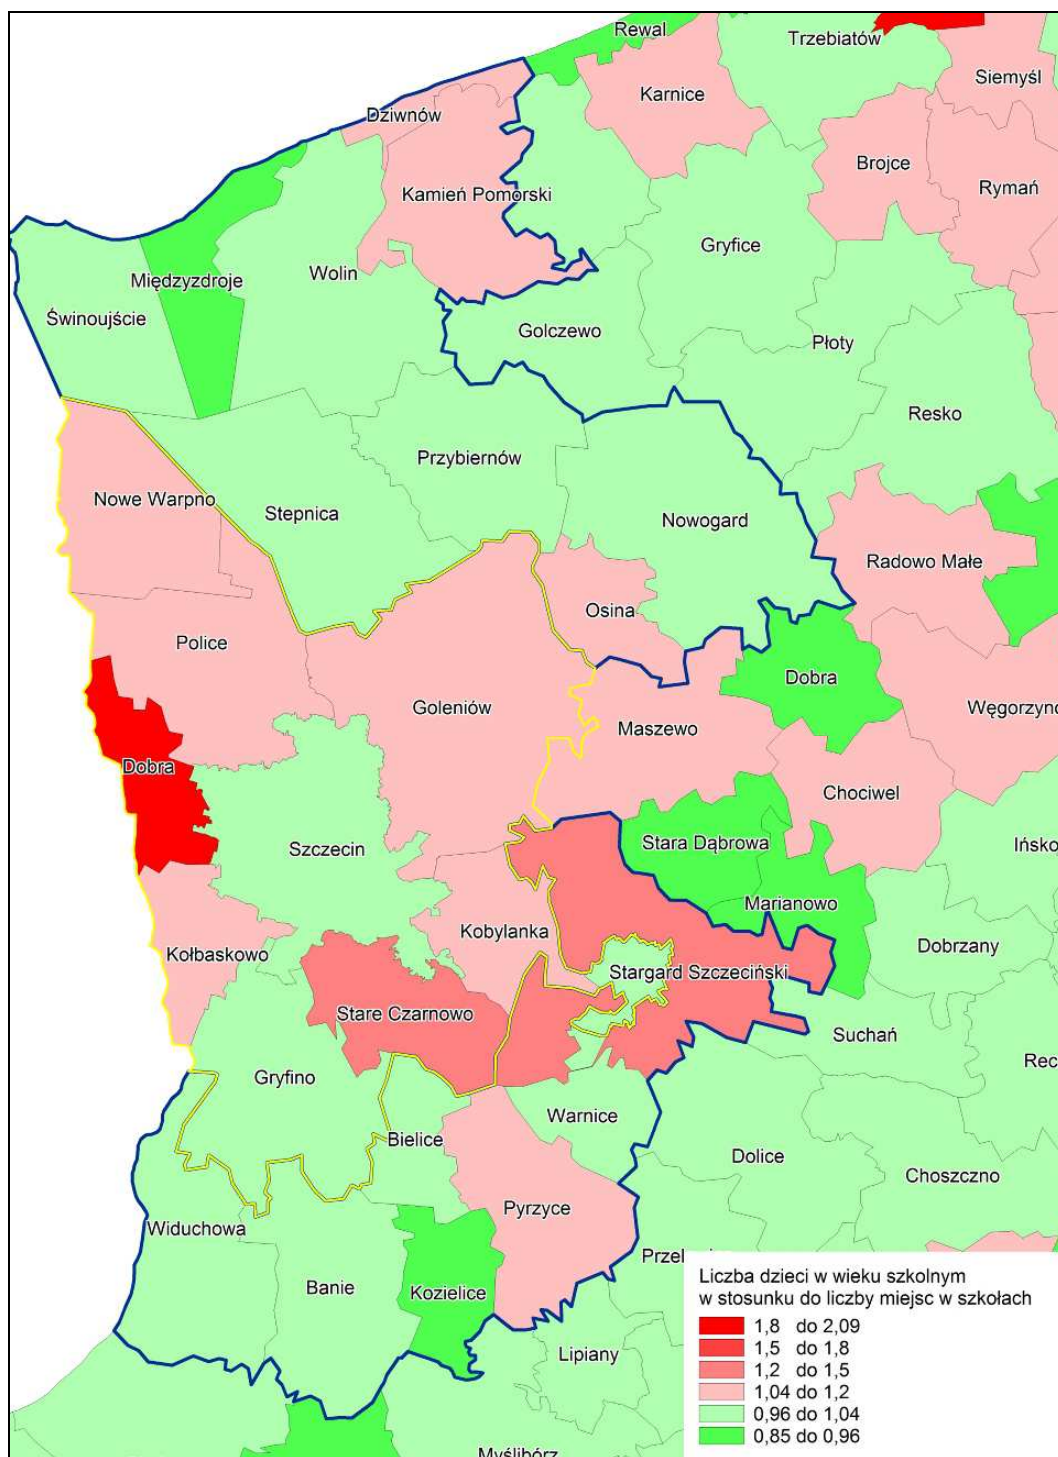 Rewal
Trzebiatów
Siemyśl
Karnice
Dziwnów
Brojce
Rymań
Kamień Pomorski
Gryfice
Wolin
Międzyzdroje
Świnoujście
Golczewo
Płoty
Resko
Przybiernów
Nowe Warpno
Stepnica
Nowogard
Radowo Małe
Osina
Police
Dobra
Goleniów
Węgorzyno
Maszewo
Dobra
Chociwel
Stara Dąbrowa
Szczecin
Ińsko
Marianowo
Kobylanka
Dobrzany
Kołbaskowo
Stargard Szczeciński
Stare Czarnowo
Suchań
Rec
Gryfino
Warnice
Bielice
Dolice
Choszczno
Pyrzyce
Widuchowa
Przel
Banie
Kozielice
Lipiany
Myślibórz
Liczba dzieci w wieku szkolnym
w stosunku do liczby miejsc w szkołach
1,8 do 2,09
1,5 do 1,8
1,2 do 1,5
1,04 do 1,2
0,96 do 1,04
0,85 do 0,96